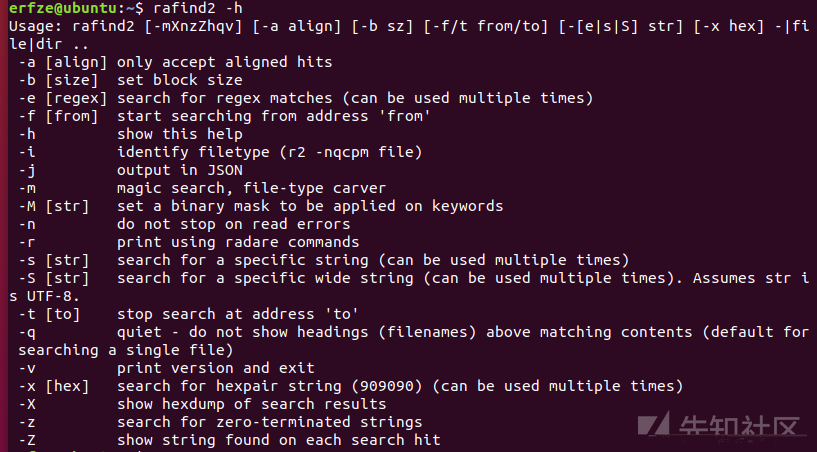 erfze@ubuntu:~$ rafind2 -h
Usage: rafind2 [-mXnzZhqv] [-a align] [-b sz] [-f/t from/to] [-[e|s|S] str] [-x hex] -|fi
le|dir ..
 -a [align] only accept aligned hits
 -b [size]  set block size
 -e [regex] search for regex matches (can be used multiple times)
 -f [from]  start searching from address 'from'
 -h         show this help
 -i         identify filetype (r2 -nqcpm file)
 -j         output in JSON
 -m         magic search, file-type carver
 -M [str]   set a binary mask to be applied on keywords
 -n         do not stop on read errors
 -r         print using radare commands
 -s [str]   search for a specific string (can be used multiple times)
 -S [str]   search for a specific wide string (can be used multiple times). Assumes str i
s UTF-8.
 -t [to]    stop search at address 'to'
 -q         quiet - do not show headings (filenames) above matching contents (default for
 searching a single file)
 -v         print version and exit
 -x [hex]   search for hexpair string (909090) (can be used multiple times)
 -X         show hexdump of search results
 -z         search for zero-terminated strings
 -Z         show string found on each search hit
先知社区